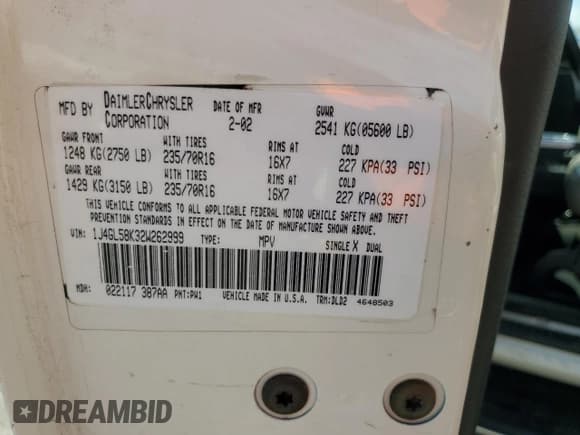 MFD BY DAIMLERCHRYSLER CORPORATION DATE OF MFR 2-02 GVWR 2541 KG(05600 LB)
GAWR FRONT WITH TIRES RIMS AT COLD
1248 KG(2750 LB) 235/70R16 16X7 227 KPA(33 PSI)
GAWR REAR WITH TIRES RIMS AT COLD
1429 KG(3150 LB) 235/70R16 16X7 227 KPA(33 PSI)
THIS VEHICLE CONFORMS TO ALL APPLICABLE FEDERAL MOTOR VEHICLE SAFETY AND THEFT
PREVENTION STANDARDS IN EFFECT ON THE DATE OF MANUFACTURE SHOWN ABOVE.
VIN: 1J4GL58K32W262999 TYPE: MPV SINGLE X DUAL
MDH: 022117 387AA PNT:PW1 VEHICLE MADE IN U.S.A. TRM:DLD2 4648503
DREAMBID